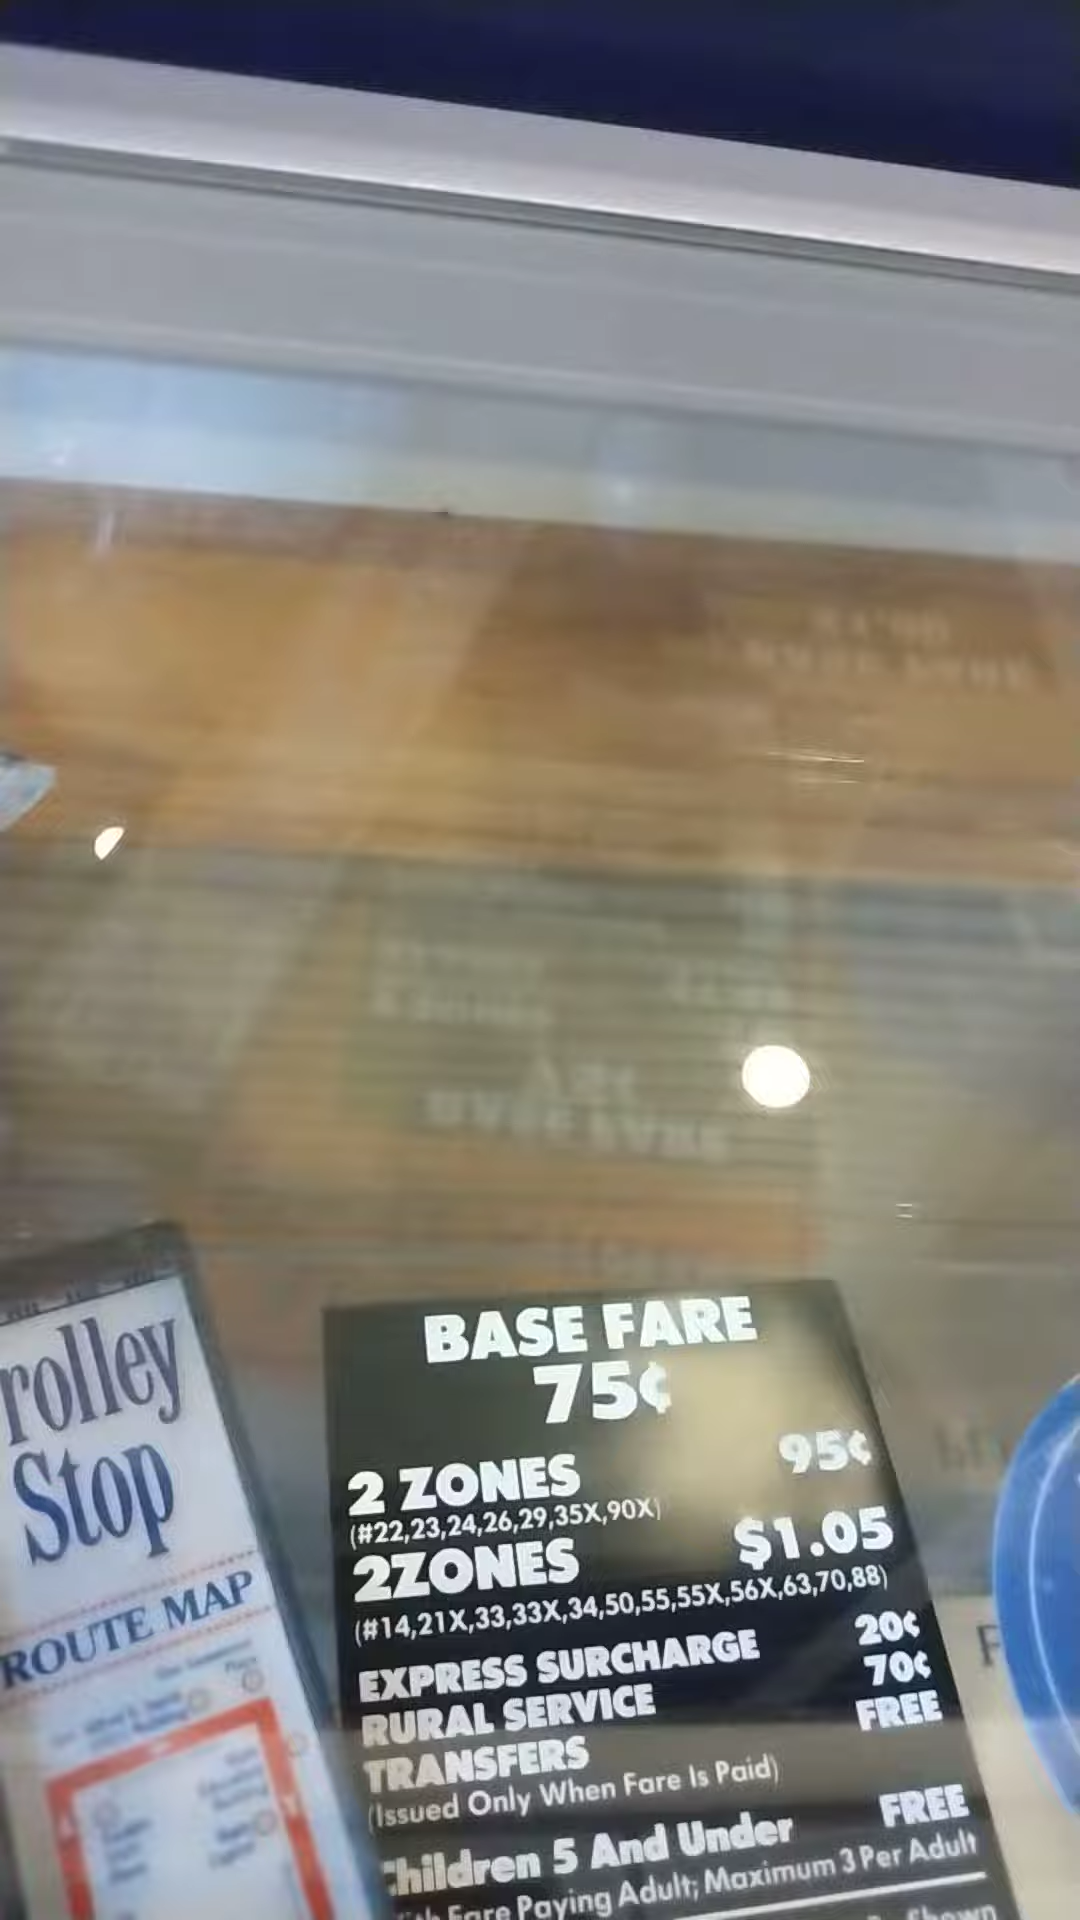 rolley
Stop
ROUTE MAP
BASE FARE
75¢
2 ZONES 95¢
(#22,23,24,26,29,35X,90X)
2ZONES $1.05
(#14,21X,33,33X,34,50,55,55X,56X,63,70,88)
EXPRESS SURCHARGE 20¢
RURAL SERVICE 70¢
TRANSFERS FREE
(Issued Only When Fare Is Paid)
Children 5 And Under FREE
Fare Paying Adult; Maximum 3 Per Adult
Shown